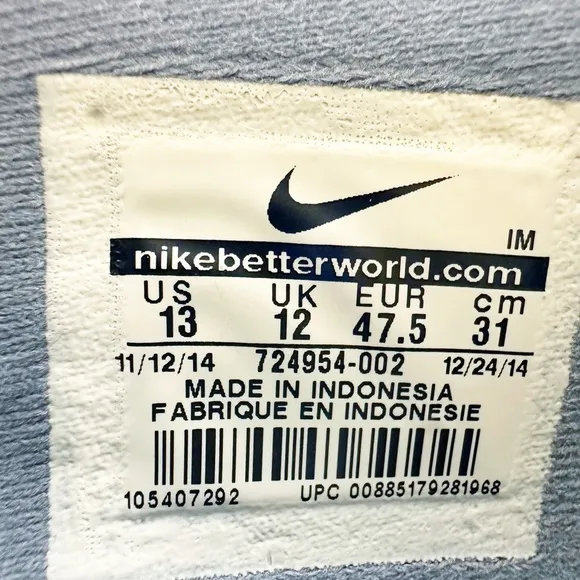 IM
nikebetterworld.com
US UK EUR cm
13 12 47.5 31
11/12/14 724954-002 12/24/14
MADE IN INDONESIA
FABRIQUE EN INDONESIE
105407292 UPC 00885179281968